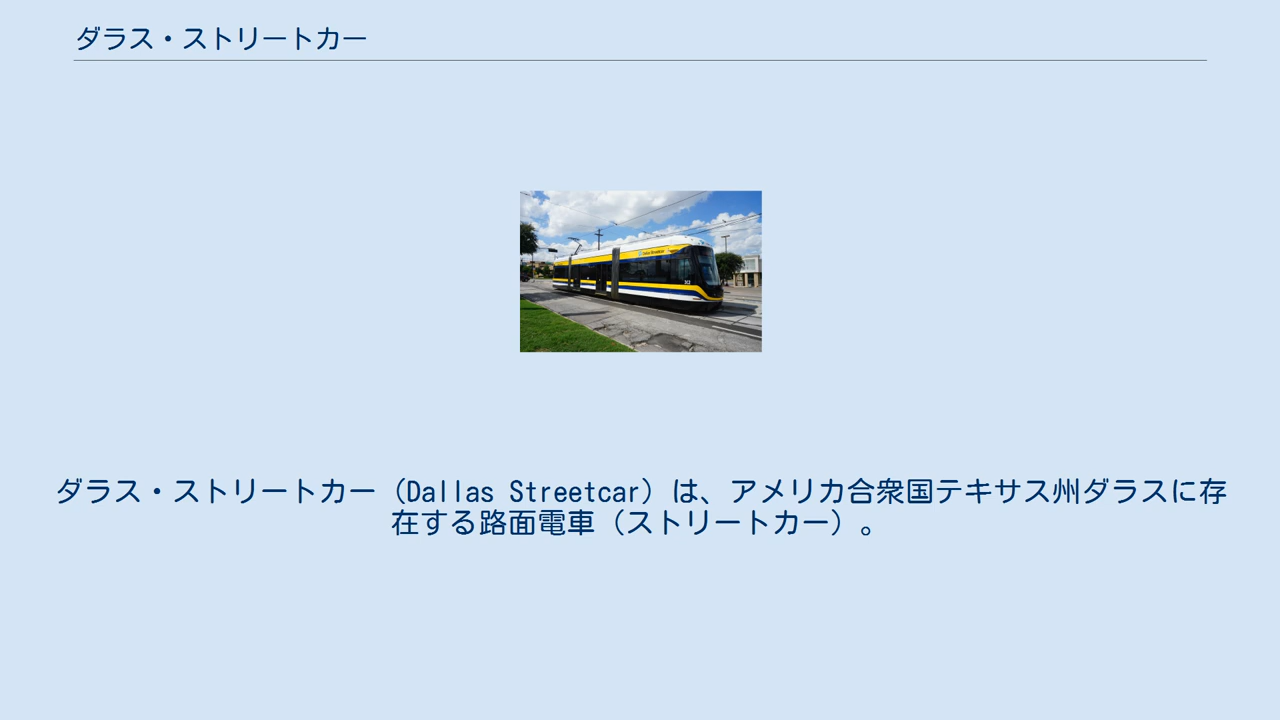 ダラス・ストリートカー
ダラス・ストリートカー（Dallas Streetcar）は、アメリカ合衆国テキサス州ダラスに存
在する路面電車（ストリートカー）。